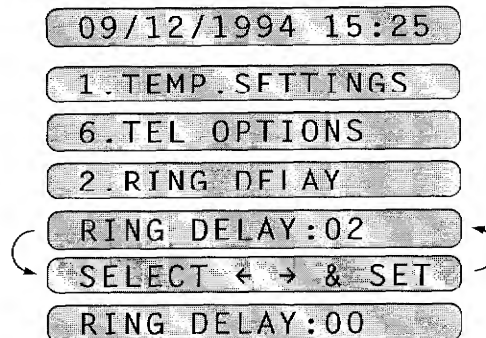 09/12/1994 15:25
1.TEMP.SETTINGS
6.TEL OPTIONS
2.RING DELAY
RING DELAY:02
SELECT ← → & SET
RING DELAY:00